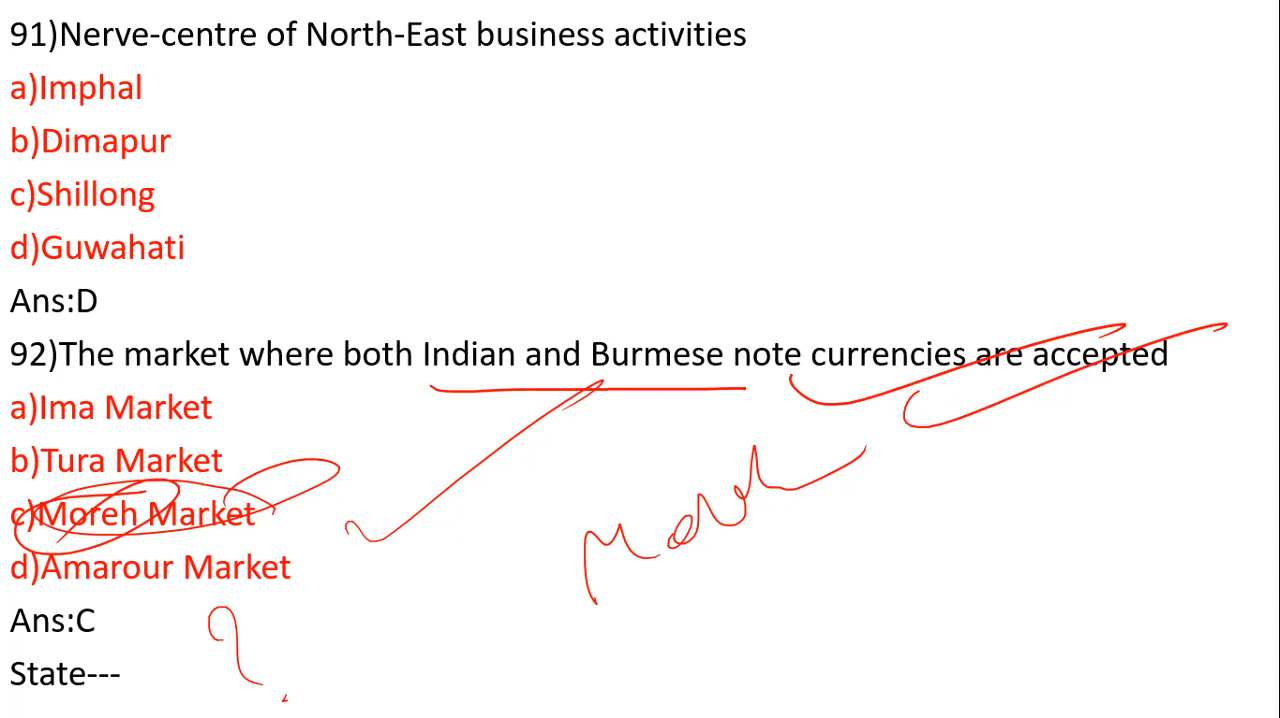 91)Nerve-centre of North-East business activities
a)Imphal
b)Dimapur
c)Shillong
d)Guwahati
Ans:D
92)The market where both Indian and Burmese note currencies are accepted
a)Ima Market
b)Tura Market
c)Moreh Market
Moreh
d)Amarour Market
Ans:C
State---
?